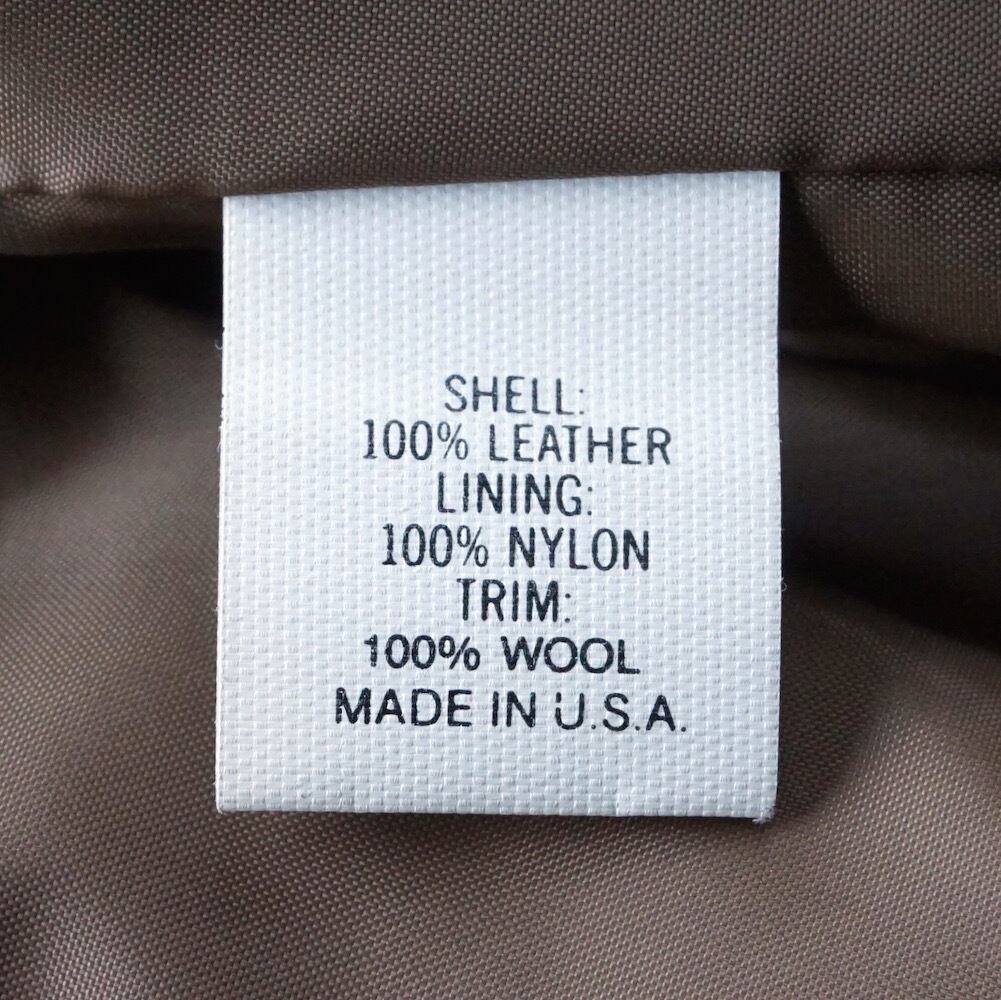 SHELL:
100% LEATHER
LINING:
100% NYLON
TRIM:
100% WOOL
MADE IN U.S.A.